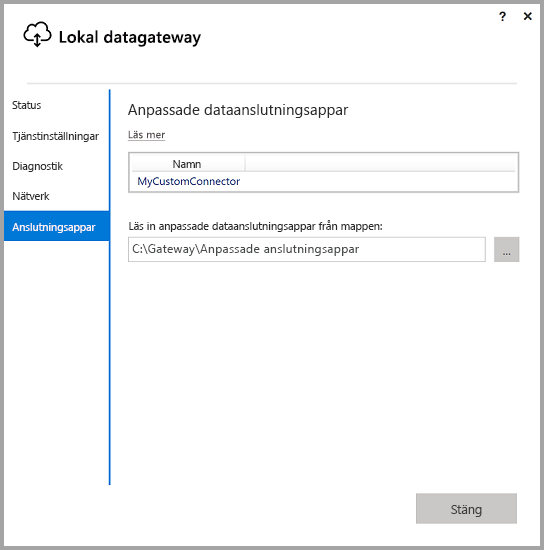 ? ×
Lokal datagateway
Status
Tjänstinställningar
Diagnostik
Nätverk
Anslutningsappar
Anpassade dataanslutningsappar
Läs mer
Namn
MyCustomConnector
Läs in anpassade dataanslutningsappar från mappen:
C:\Gateway\Anpassade anslutningsappar
...
Stäng